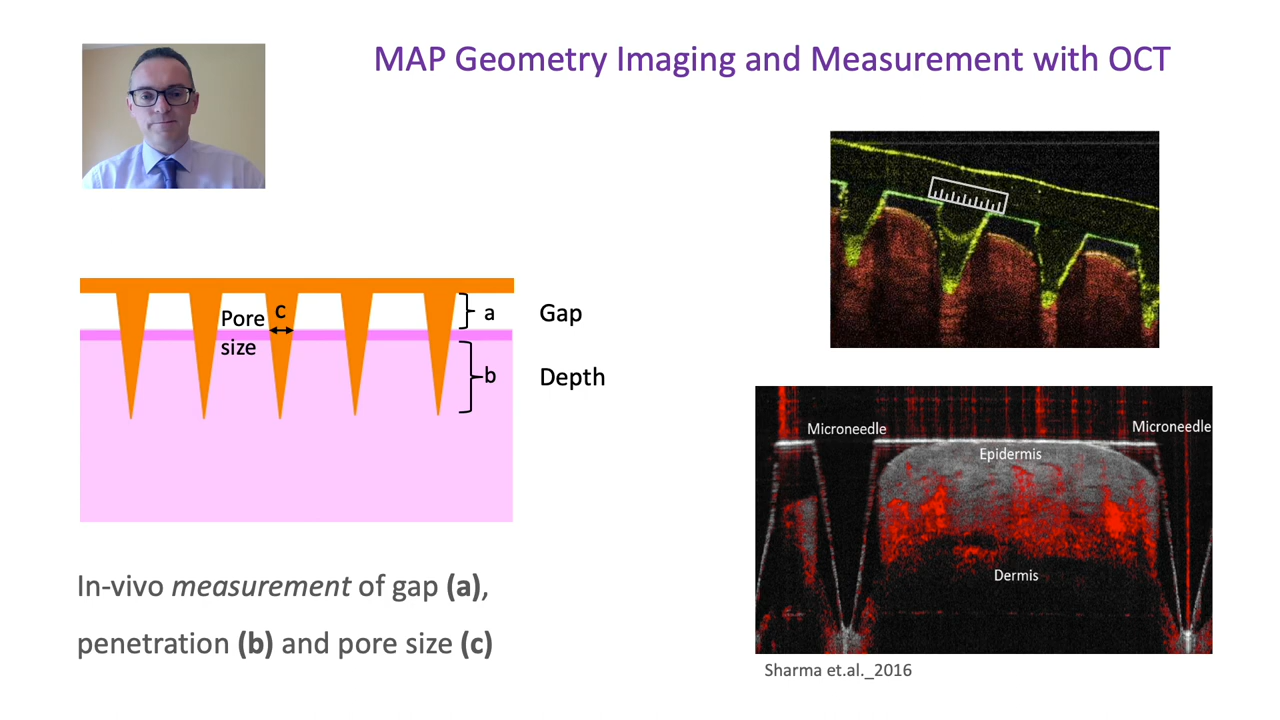 MAP Geometry Imaging and Measurement with OCT
Pore
size
c
a
Gap
b
Depth
In-vivo measurement of gap (a),
penetration (b) and pore size (c)
Microneedle
Microneedle
Epidermis
Dermis
Sharma et.al._2016